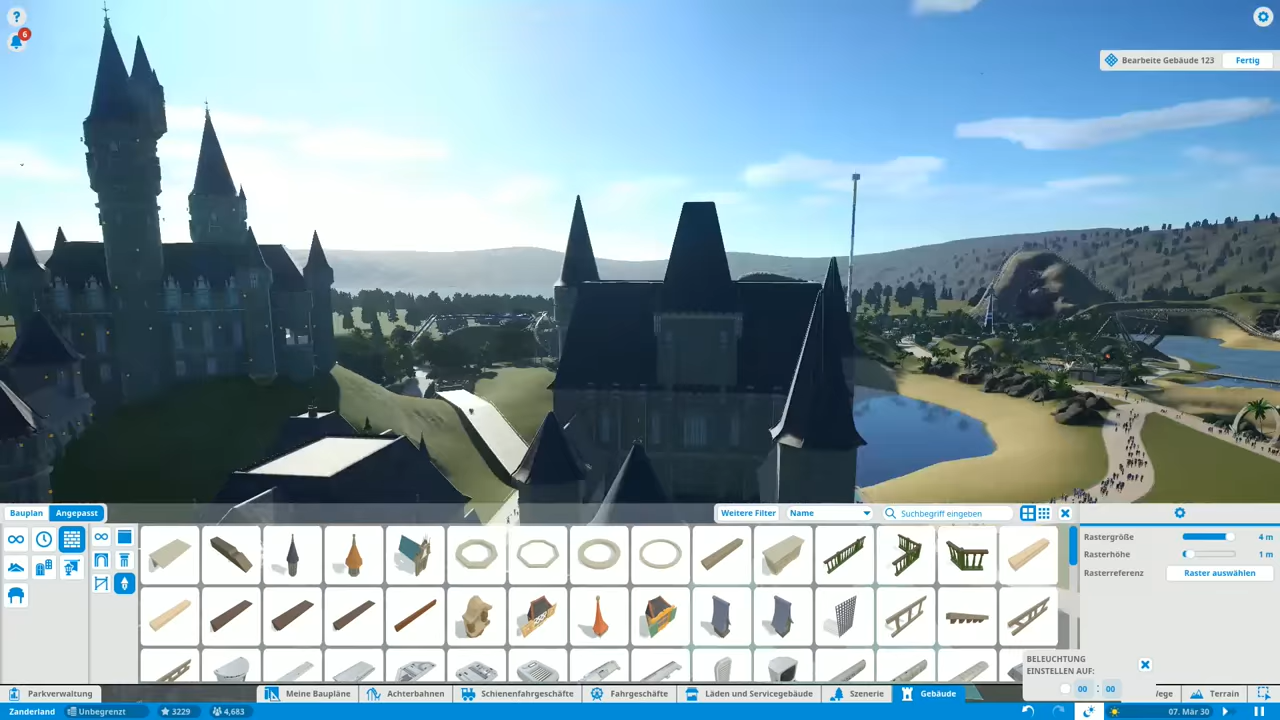 ?
6
Bearbeite Gebäude 123
Fertig
Bauplan
Angepasst
Weitere Filter
Name
Suchbegriff eingeben
Rastergröße
4 m
Rasterhöhe
1 m
Rasterreferenz
Raster auswählen
BELEUCHTUNG
EINSTELLEN AUF:
00 : 00
Parkverwaltung
Meine Baupläne
Achterbahnen
Schienenfahrgeschäfte
Fahrgeschäfte
Läden und Servicegebäude
Szenerie
Gebäude
Wege
Terrain
Zanderland
Unbegrenzt
3229
4,683
07. Mär 30